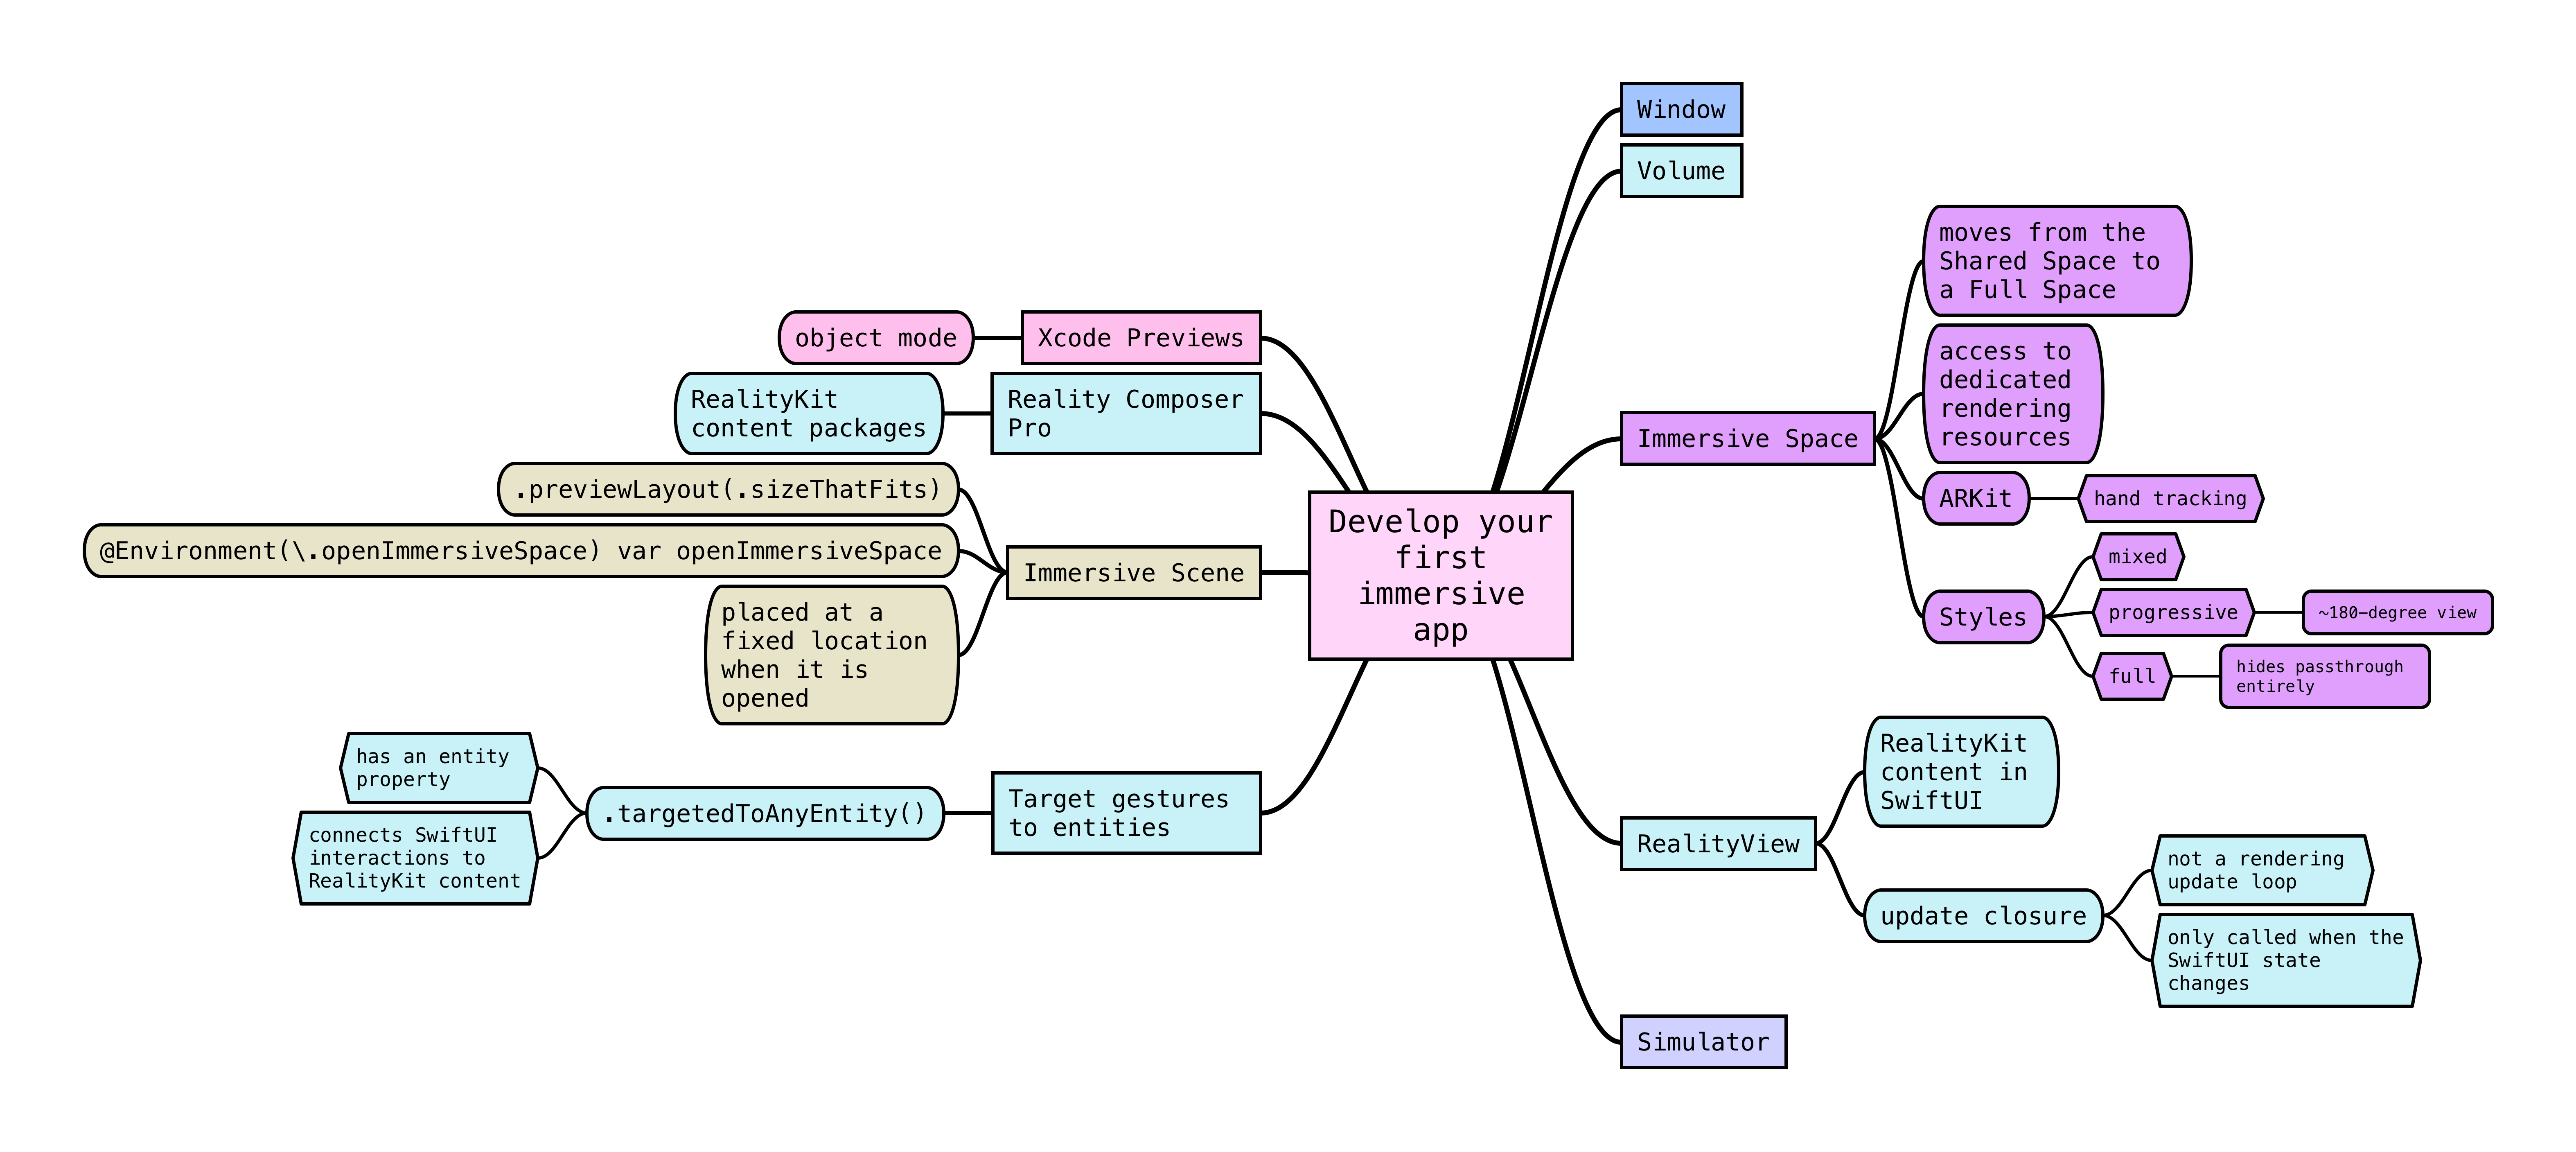 Develop your
first
immersive
app
Window
Volume
Immersive Space
moves from the
Shared Space to
a Full Space
access to
dedicated
rendering
resources
ARKit
hand tracking
Styles
mixed
progressive
~180-degree view
full
hides passthrough
entirely
RealityView
RealityKit
content in
SwiftUI
update closure
not a rendering
update loop
only called when the
SwiftUI state
changes
Simulator
Xcode Previews
object mode
Reality Composer
Pro
RealityKit
content packages
Immersive Scene
.previewLayout(.sizeThatFits)
@Environment(\.openImmersiveSpace) var openImmersiveSpace
placed at a
fixed location
when it is
opened
Target gestures
to entities
.targetedToAnyEntity()
has an entity
property
connects SwiftUI
interactions to
RealityKit content